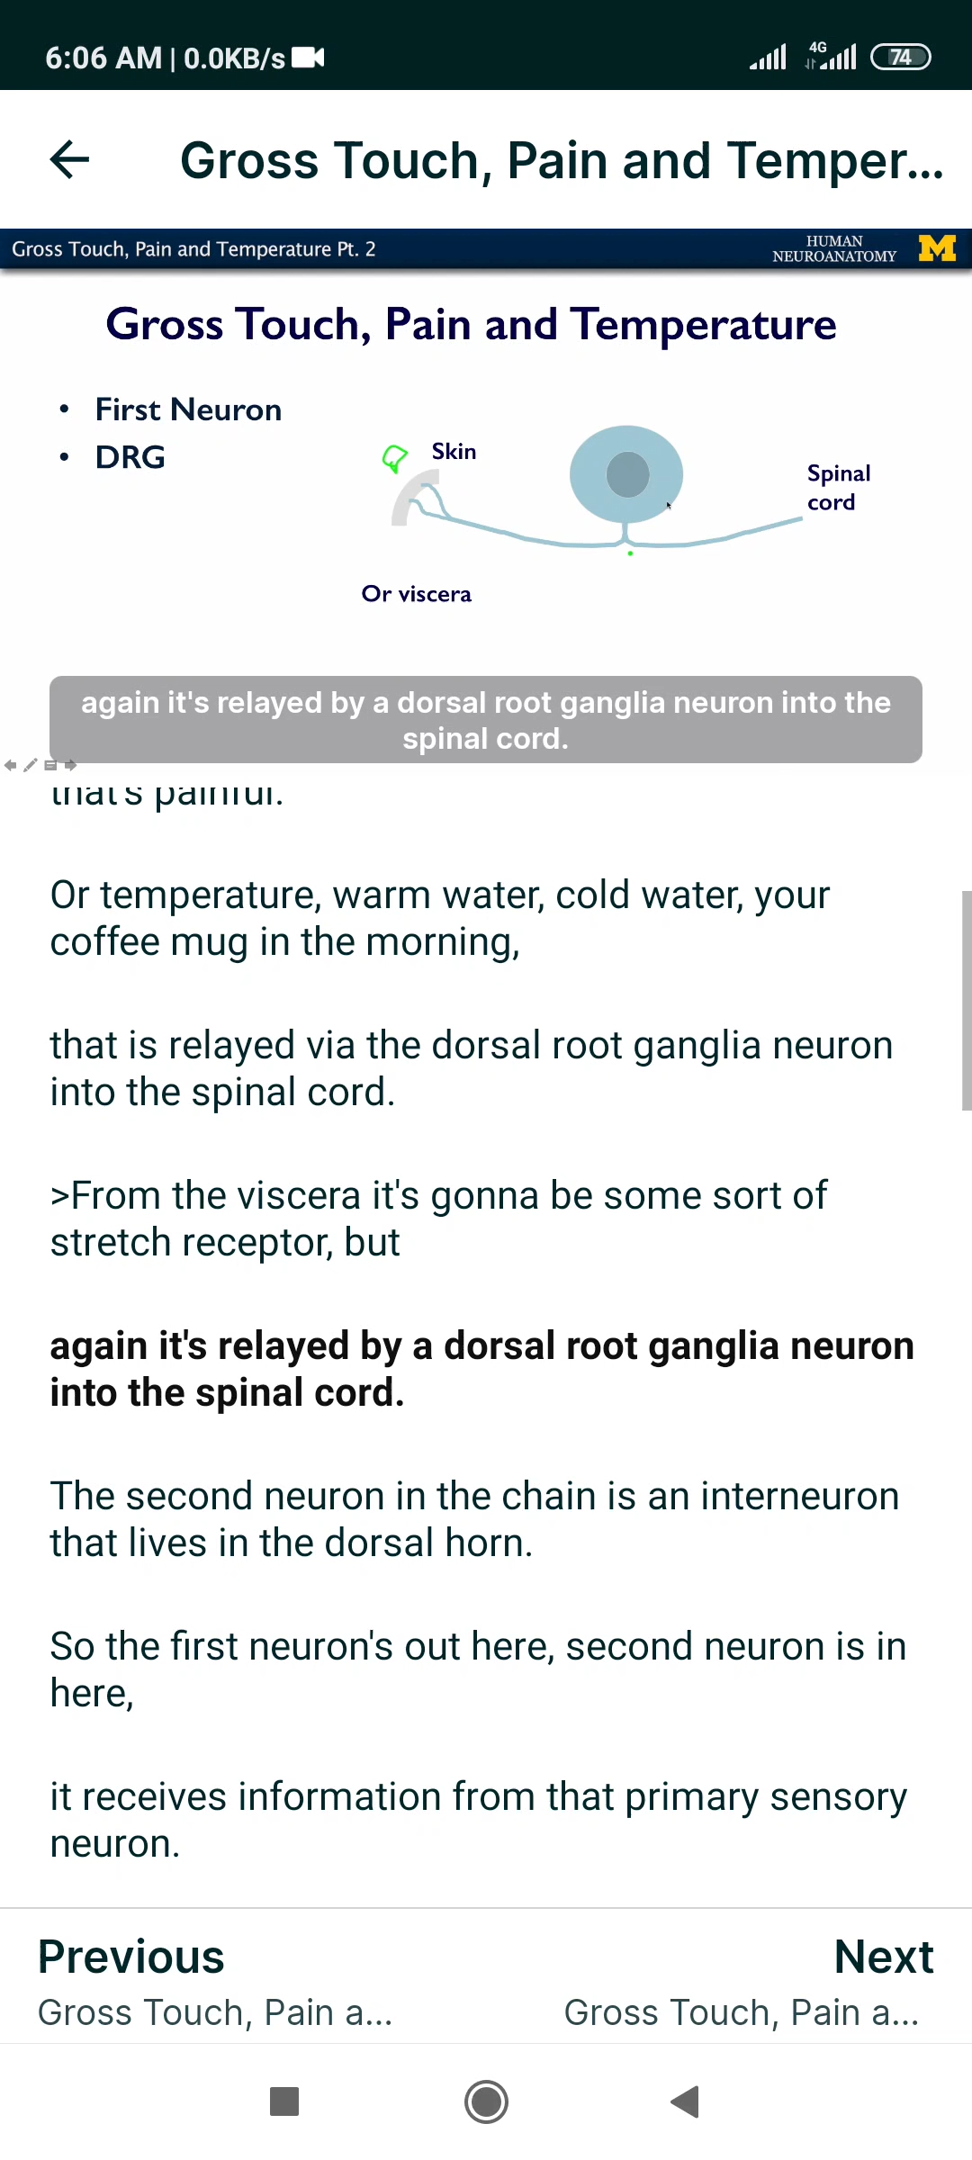 6:06 AM | 0.0KB/s
4G
74
Gross Touch, Pain and Temper...
Gross Touch, Pain and Temperature Pt. 2
HUMAN
NEUROANATOMY
M
Gross Touch, Pain and Temperature
• First Neuron
• DRG
Skin
Spinal
cord
Or viscera
again it's relayed by a dorsal root ganglia neuron into the
spinal cord.
that's painful.
Or temperature, warm water, cold water, your
coffee mug in the morning,
that is relayed via the dorsal root ganglia neuron
into the spinal cord.
>From the viscera it's gonna be some sort of
stretch receptor, but
again it's relayed by a dorsal root ganglia neuron
into the spinal cord.
The second neuron in the chain is an interneuron
that lives in the dorsal horn.
So the first neuron's out here, second neuron is in
here,
it receives information from that primary sensory
neuron.
Previous
Next
Gross Touch, Pain a...
Gross Touch, Pain a...